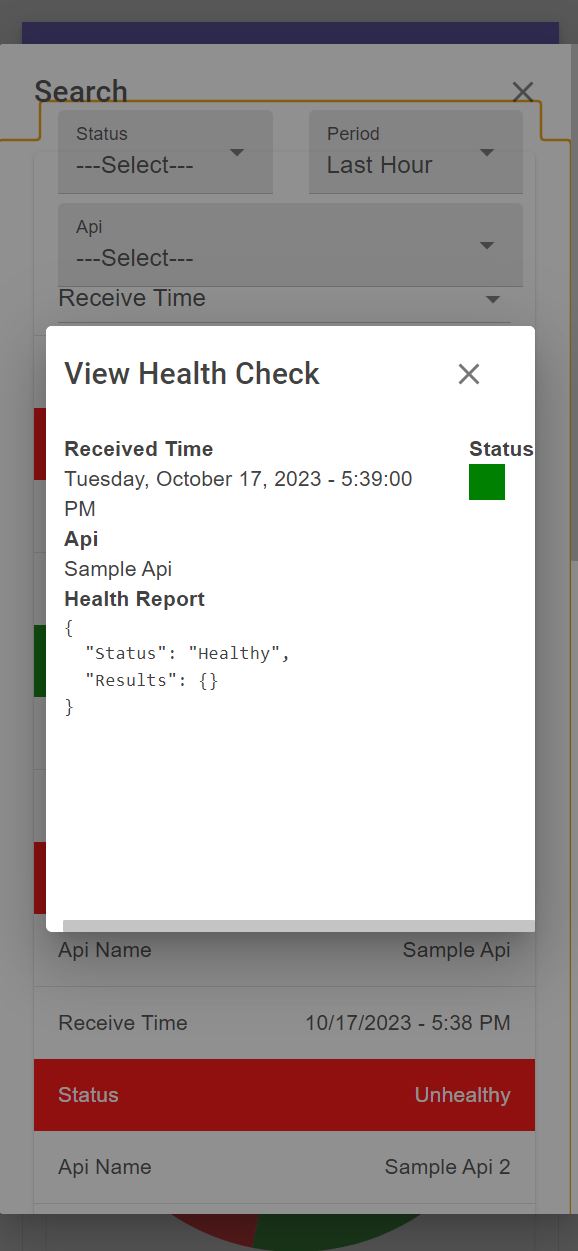 Search
Status Period
---Select--- Last Hour
Api
---Select---
Receive Time
View Health Check
Received Time Status
Tuesday, October 17, 2023 - 5:39:00
PM
Api
Sample Api
Health Report
{
  "Status": "Healthy",
  "Results": {}
}
Api Name Sample Api
Receive Time 10/17/2023 - 5:38 PM
Status Unhealthy
Api Name Sample Api 2